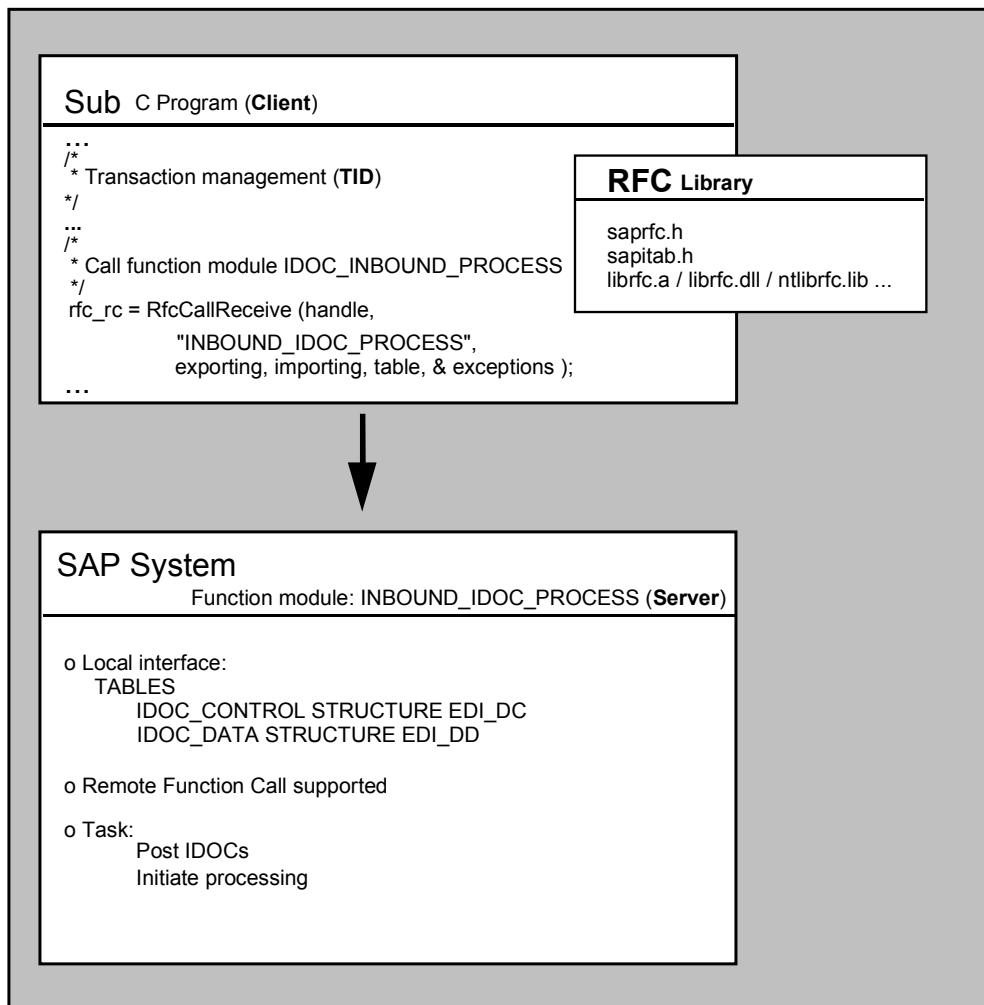 Sub C Program (Client)
...
/*
* Transaction management (TID)
*/
...
/*
* Call function module IDOC_INBOUND_PROCESS
*/
rfc_rc = RfcCallReceive (handle,
"INBOUND_IDOC_PROCESS",
exporting, importing, table, & exceptions );
...
RFC Library
saprfc.h
sapitab.h
librfc.a / librfc.dll / ntlibrfc.lib ...
SAP System
Function module: INBOUND_IDOC_PROCESS (Server)
o Local interface:
TABLES
IDOC_CONTROL STRUCTURE EDI_DC
IDOC_DATA STRUCTURE EDI_DD
o Remote Function Call supported
o Task:
Post IDOCs
Initiate processing